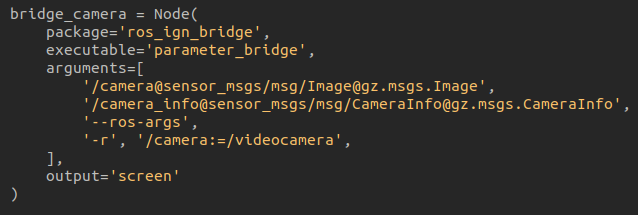 bridge_camera = Node(
    package='ros_ign_bridge',
    executable='parameter_bridge',
    arguments=[
        '/camera@sensor_msgs/msg/Image@gz.msgs.Image',
        '/camera_info@sensor_msgs/msg/CameraInfo@gz.msgs.CameraInfo',
        '--ros-args',
        '-r', '/camera:=/videocamera',
    ],
    output='screen'
)